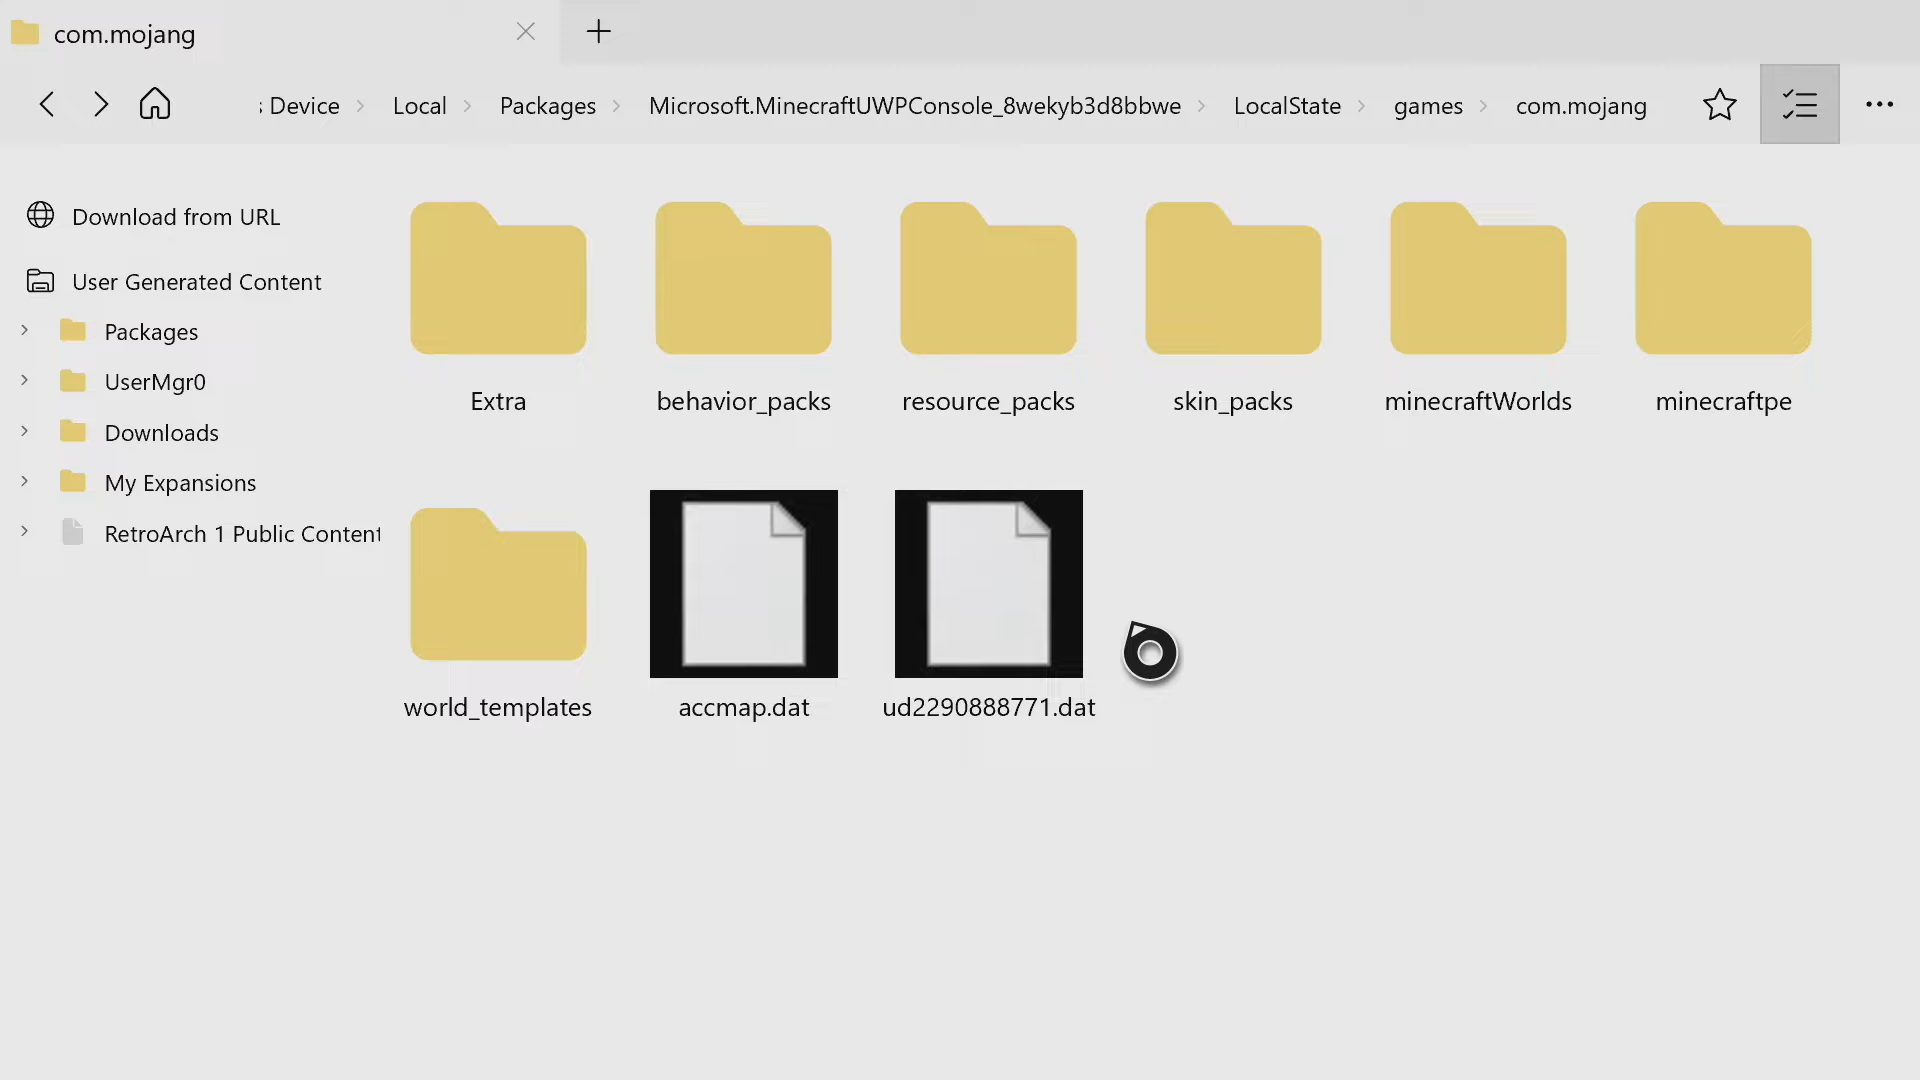 com.mojang
Device > Local > Packages > Microsoft.MinecraftUWPConsole_8wekyb3d8bbwe > LocalState > games > com.mojang
Download from URL
User Generated Content
Packages
UserMgr0
Downloads
My Expansions
RetroArch 1 Public Content
Extra
behavior_packs
resource_packs
skin_packs
minecraftWorlds
minecraftpe
world_templates
accmap.dat
ud2290888771.dat